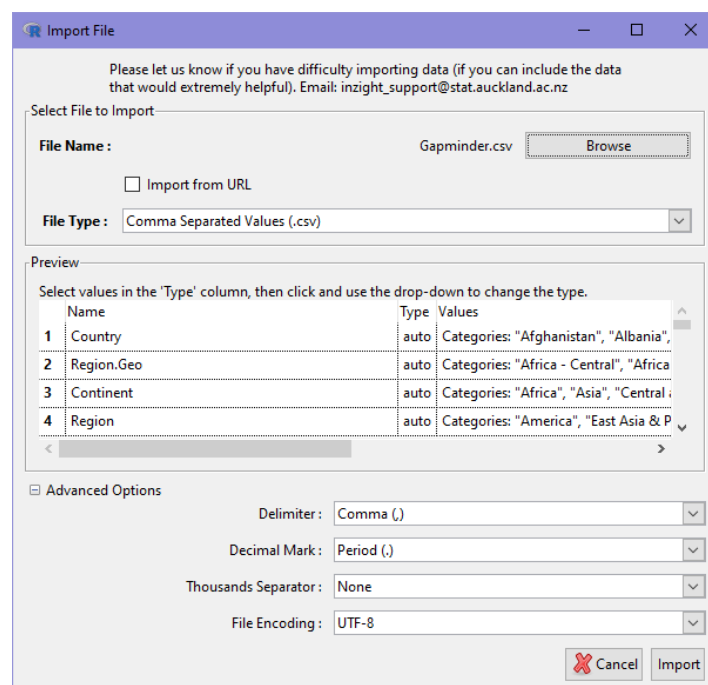 Import File
Please let us know if you have difficulty importing data (if you can include the data
that would extremely helpful). Email: inzight_support@stat.auckland.ac.nz
Select File to Import
File Name : Gapminder.csv Browse
Import from URL
File Type : Comma Separated Values (.csv)
Preview
Select values in the 'Type' column, then click and use the drop-down to change the type.
Name Type Values
1 Country auto Categories: "Afghanistan", "Albania",
2 Region.Geo auto Categories: "Africa - Central", "Africa
3 Continent auto Categories: "Africa", "Asia", "Central
4 Region auto Categories: "America", "East Asia & P
Advanced Options
Delimiter : Comma (,)
Decimal Mark : Period (.)
Thousands Separator : None
File Encoding : UTF-8
Cancel Import